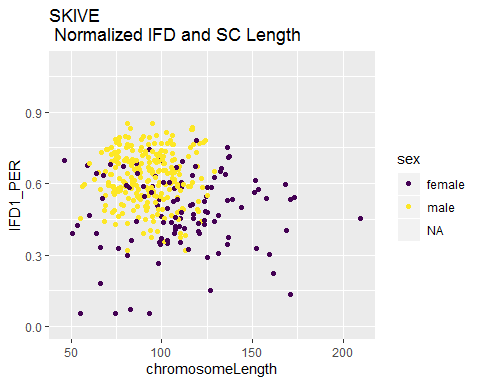 SKIVE
Normalized IFD and SC Length
IFD1_PER
0.9
0.6
0.3
0.0
50
100
150
200
chromosomeLength
sex
female
male
NA